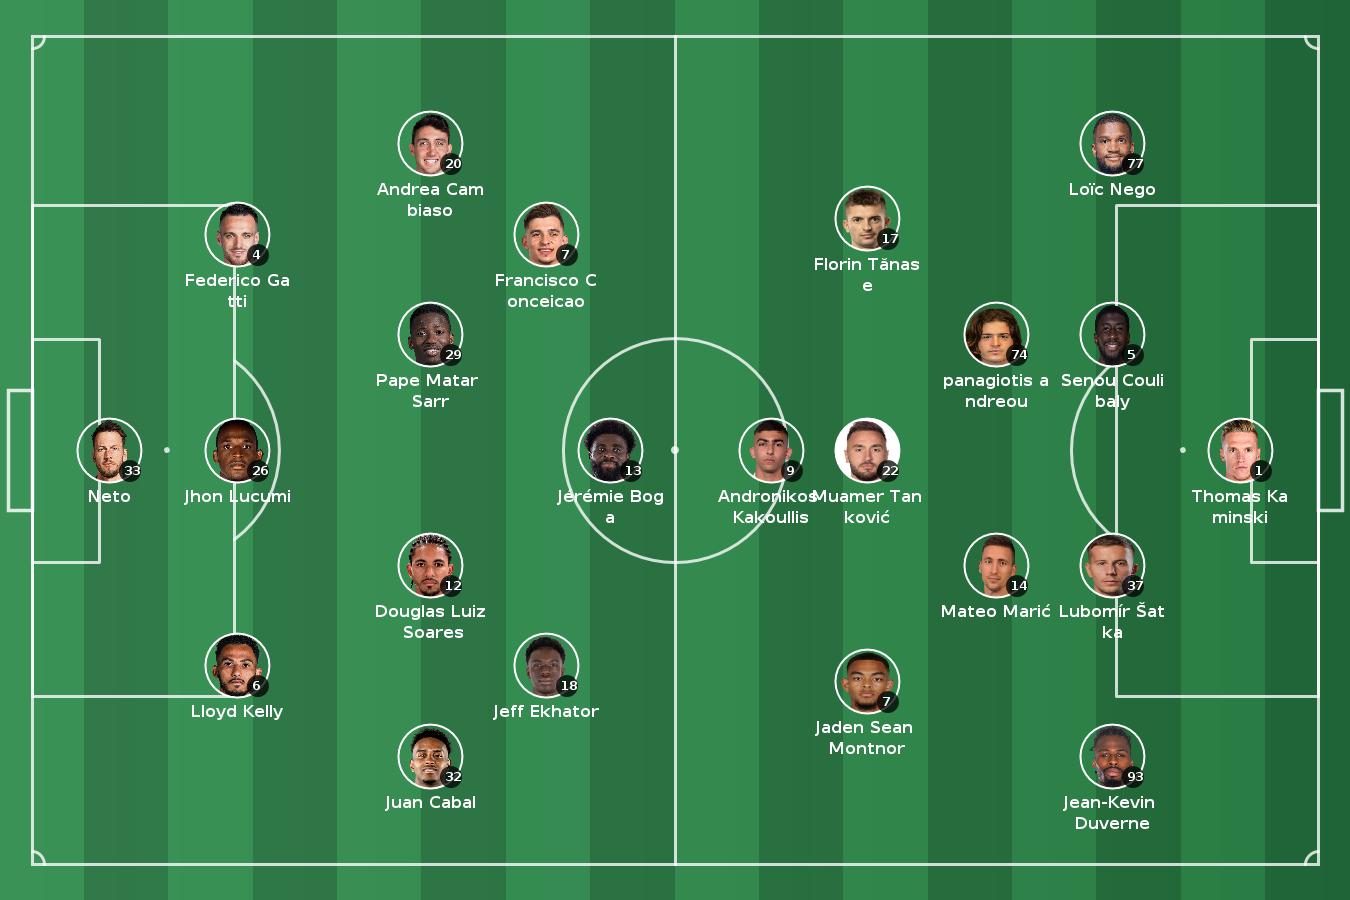 33
Neto
4
Federico Ga
tti
26
Jhon Lucumi
6
Lloyd Kelly
20
Andrea Cam
biaso
29
Pape Matar
Sarr
12
Douglas Luiz
Soares
32
Juan Cabal
7
Francisco C
onceicao
18
Jeff Ekhator
13
Jérémie Bog
a
9
Andronikos
Kakoullis
17
Florin Tănas
e
22
Muamer Tan
ković
7
Jaden Sean
Montnor
74
panagiotis a
ndreou
14
Mateo Marić
77
Loïc Nego
5
Senou Couli
baly
37
Lubomír Šat
ka
93
Jean-Kevin
Duverne
1
Thomas Ka
minski